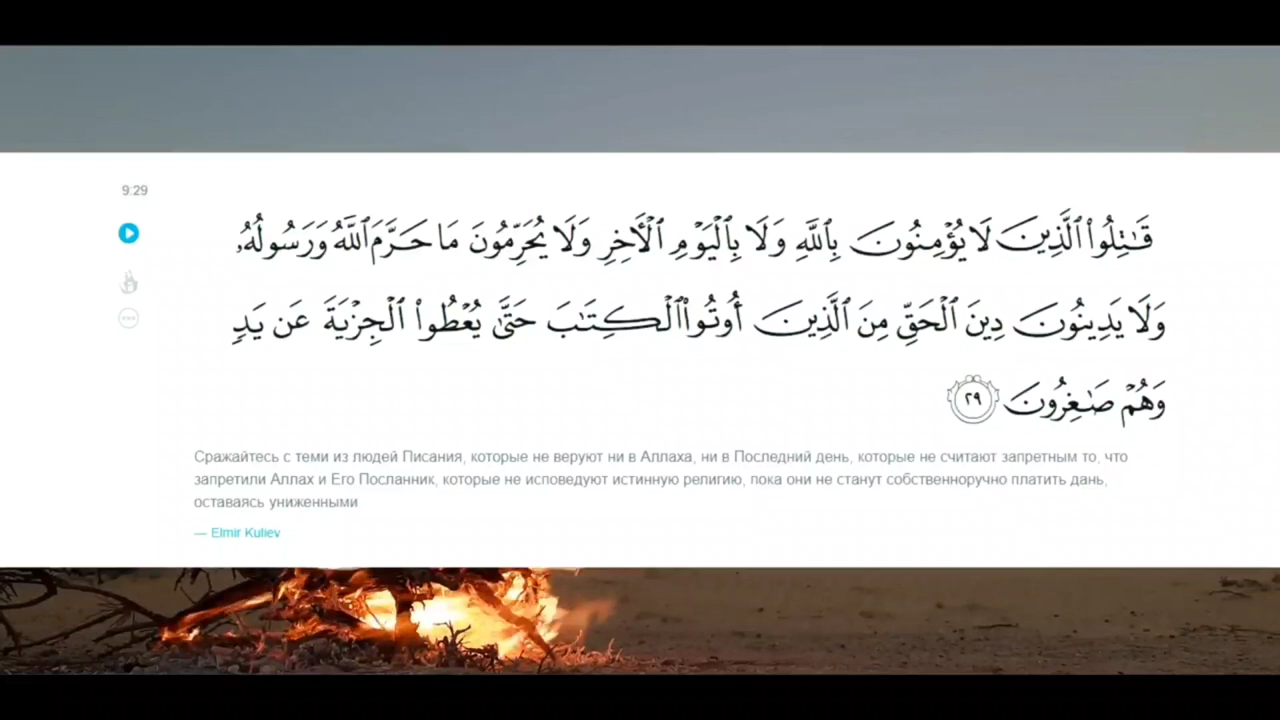 9:29
قَـٰتِلُوا۟ ٱلَّذِينَ لَا يُؤْمِنُونَ بِٱللَّهِ وَلَا بِٱلْيَوْمِ ٱلْـَٔاخِرِ وَلَا يُحَرِّمُونَ مَا حَرَّمَ ٱللَّهُ وَرَسُولُهُۥ
وَلَا يَدِينُونَ دِينَ ٱلْحَقِّ مِنَ ٱلَّذِينَ أُوتُوا۟ ٱلْكِتَـٰبَ حَتَّىٰ يُعْطُوا۟ ٱلْجِزْيَةَ عَن يَدٍ
وَهُمْ صَـٰغِرُونَ ٢٩
Сражайтесь с теми из людей Писания, которые не веруют ни в Аллаха, ни в Последний день, которые не считают запретным то, что
запретили Аллах и Его Посланник, которые не исповедуют истинную религию, пока они не станут собственноручно платить дань,
оставаясь униженными
— Elmir Kuliev